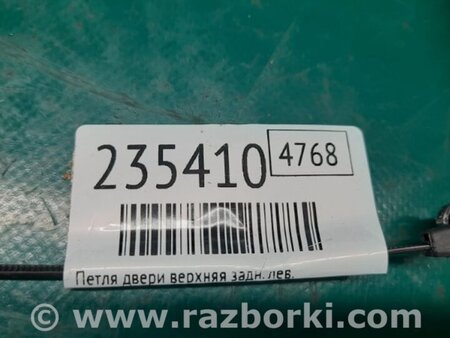 235410 4768
Петля двери верхняя задн. лев.
www.razborki.com